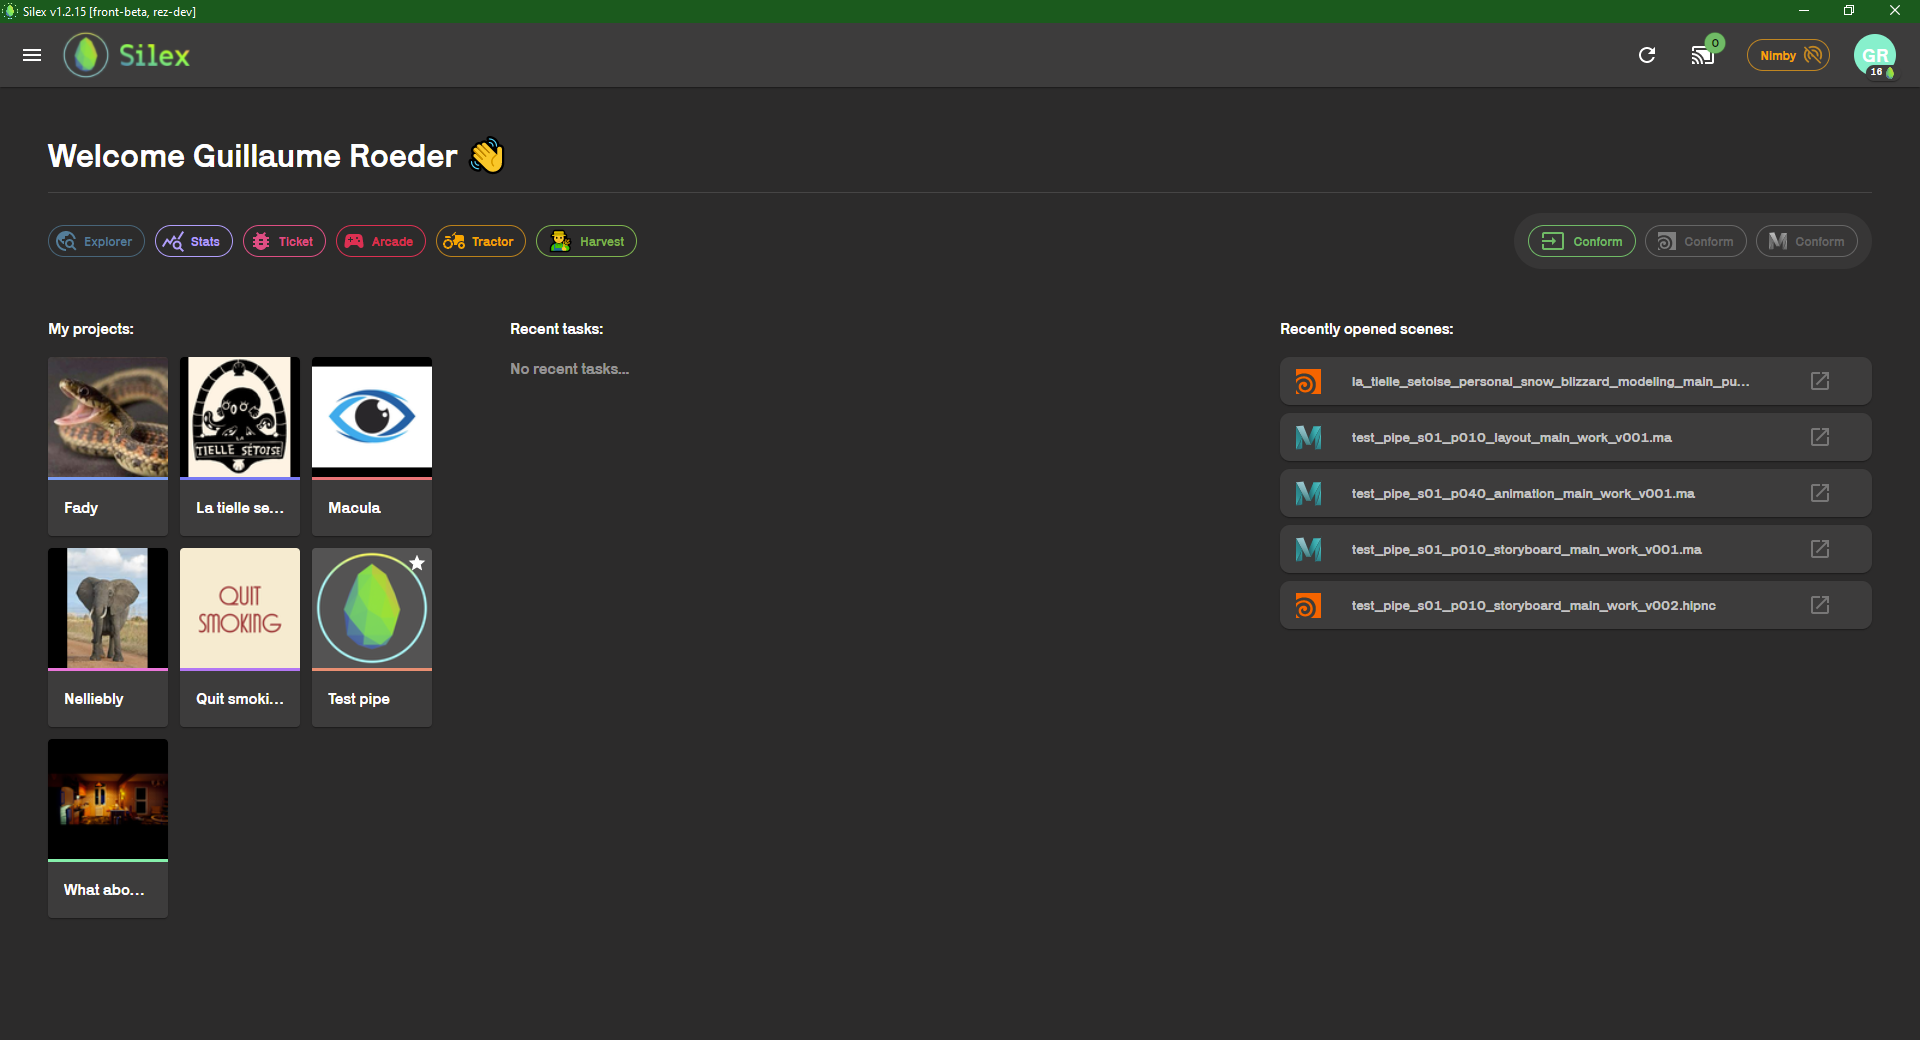 Silex v1.2.15 [front-beta, rez-dev]
Silex
0
Nimby
GR
16
Welcome Guillaume Roeder 👋
Explorer
Stats
Ticket
Arcade
Tractor
Harvest
Conform
Conform
Conform
My projects:
LA
TIELLE SÉTOISE
Fady
La tielle se...
Macula
QUIT
SMOKING
Nelliebly
Quit smoki...
Test pipe
What abo...
Recent tasks:
No recent tasks...
Recently opened scenes:
la_tielle_setoise_personal_snow_blizzard_modeling_main_pu...
test_pipe_s01_p010_layout_main_work_v001.ma
test_pipe_s01_p040_animation_main_work_v001.ma
test_pipe_s01_p010_storyboard_main_work_v001.ma
test_pipe_s01_p010_storyboard_main_work_v002.hipnc